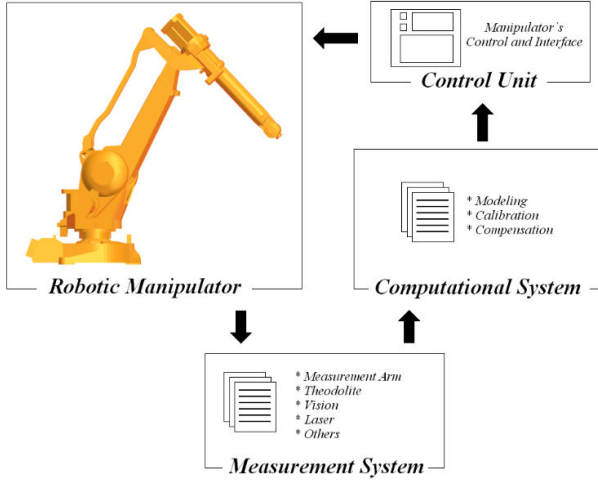 Manipulator`s
Control and Interface
Control Unit
* Modeling
* Calibration
* Compensation
Robotic Manipulator
Computational System
* Measurement Arm
* Theodolite
* Vision
* Laser
* Others
Measurement System